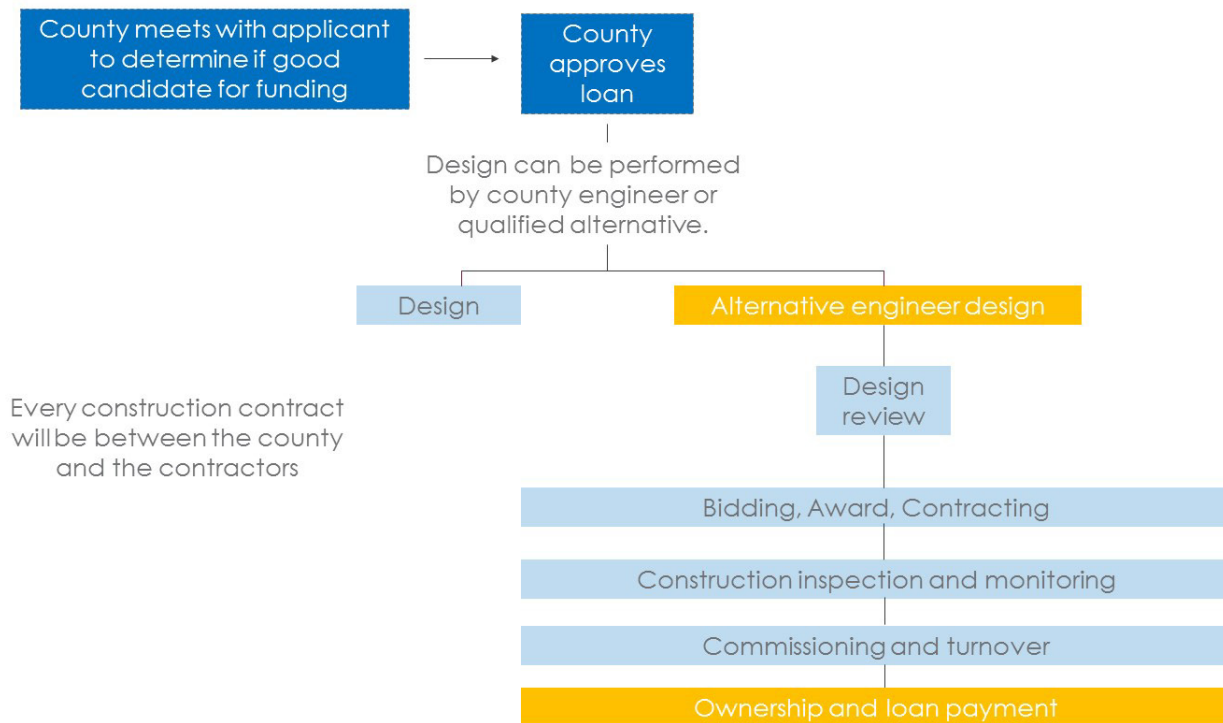 County meets with applicant
to determine if good
candidate for funding
County
approves
loan
Design can be performed
by county engineer or
qualified alternative.
Design
Alternative engineer design
Design
review
Every construction contract
will be between the county
and the contractors
Bidding, Award, Contracting
Construction inspection and monitoring
Commissioning and turnover
Ownership and loan payment